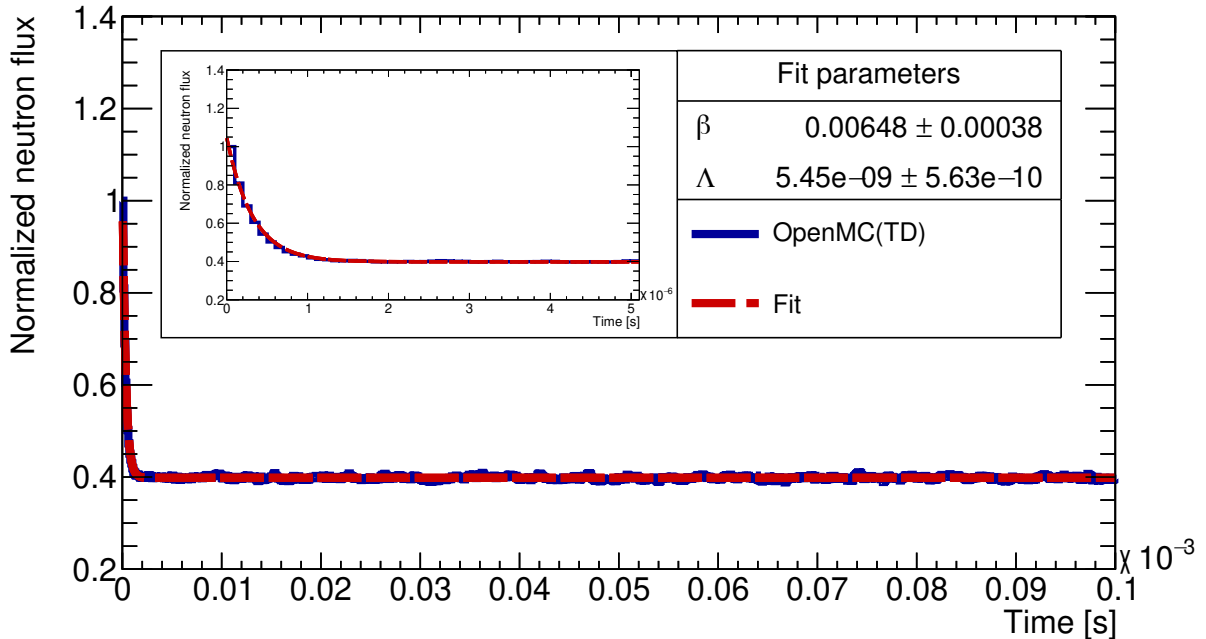 Normalized neutron flux
1.4
1.2
1
0.8
0.6
0.4
0.2
0 0.01 0.02 0.03 0.04 0.05 0.06 0.07 0.08 0.09 0.1
×10⁻³
Time [s]
Normalized neutron flux
1.4
1.2
1
0.8
0.6
0.4
0.2
0 1 2 3 4 5
×10⁻⁶
Time [s]
Fit parameters
β 0.00648 ± 0.00038
Λ 5.45e−09 ± 5.63e−10
OpenMC(TD)
Fit